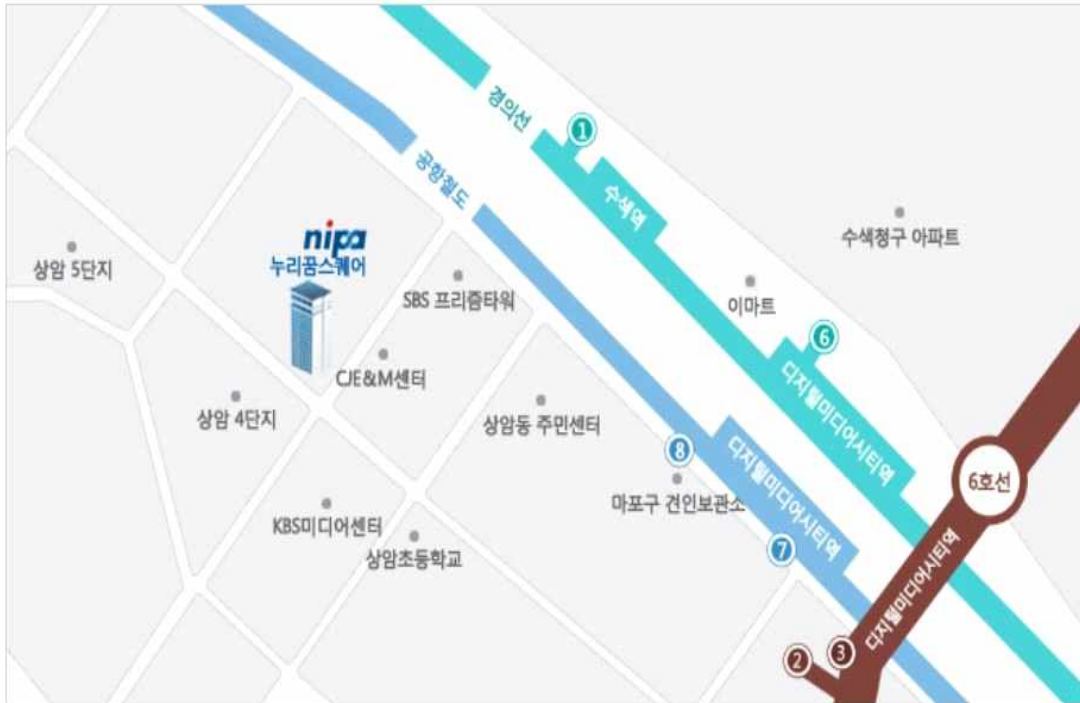 경의선
1
공항철도
수색역
수색청구 아파트
nipa
누리꿈스퀘어
상암 5단지
SBS 프리즘타워
이마트
6
디지털미디어시티역
CJE&M센터
상암 4단지
상암동 주민센터
8
디지털미디어시티역
6호선
마포구 견인보관소
KBS미디어센터
상암초등학교
7
디지털미디어시티역
2
3